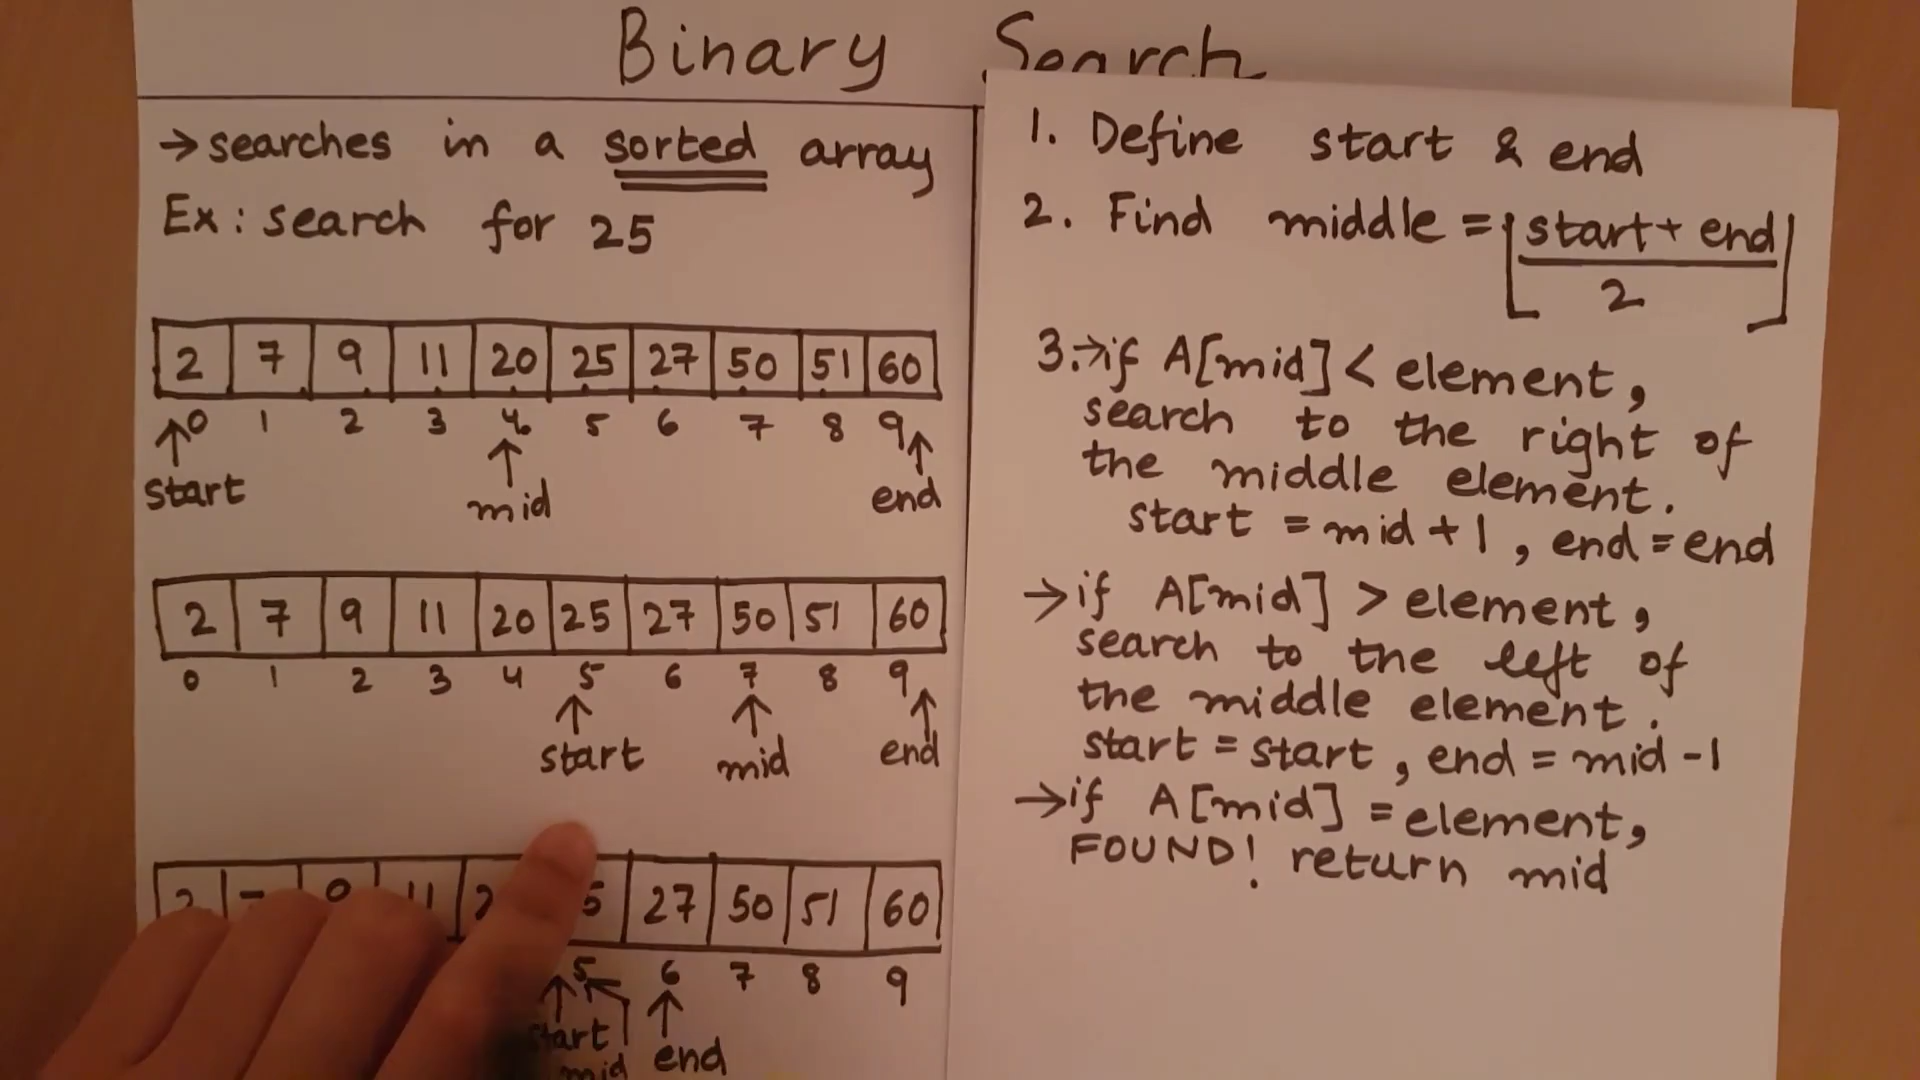 Binary Search
→ searches in a sorted array
Ex: search for 25
2 7 9 11 20 25 27 50 51 60
0 1 2 3 4 5 6 7 8 9
start mid end
2 7 9 11 20 25 27 50 51 60
0 1 2 3 4 5 6 7 8 9
start mid end
11 27 50 51 60
5 6 7 8 9
start end
mid
1. Define start & end
2. Find middle = ⌊start + end
2⌋
3.→if A[mid] < element,
search to the right of
the middle element.
start = mid + 1, end = end
→if A[mid] > element,
search to the left of
the middle element.
start = start, end = mid - 1
→if A[mid] = element,
FOUND! return mid